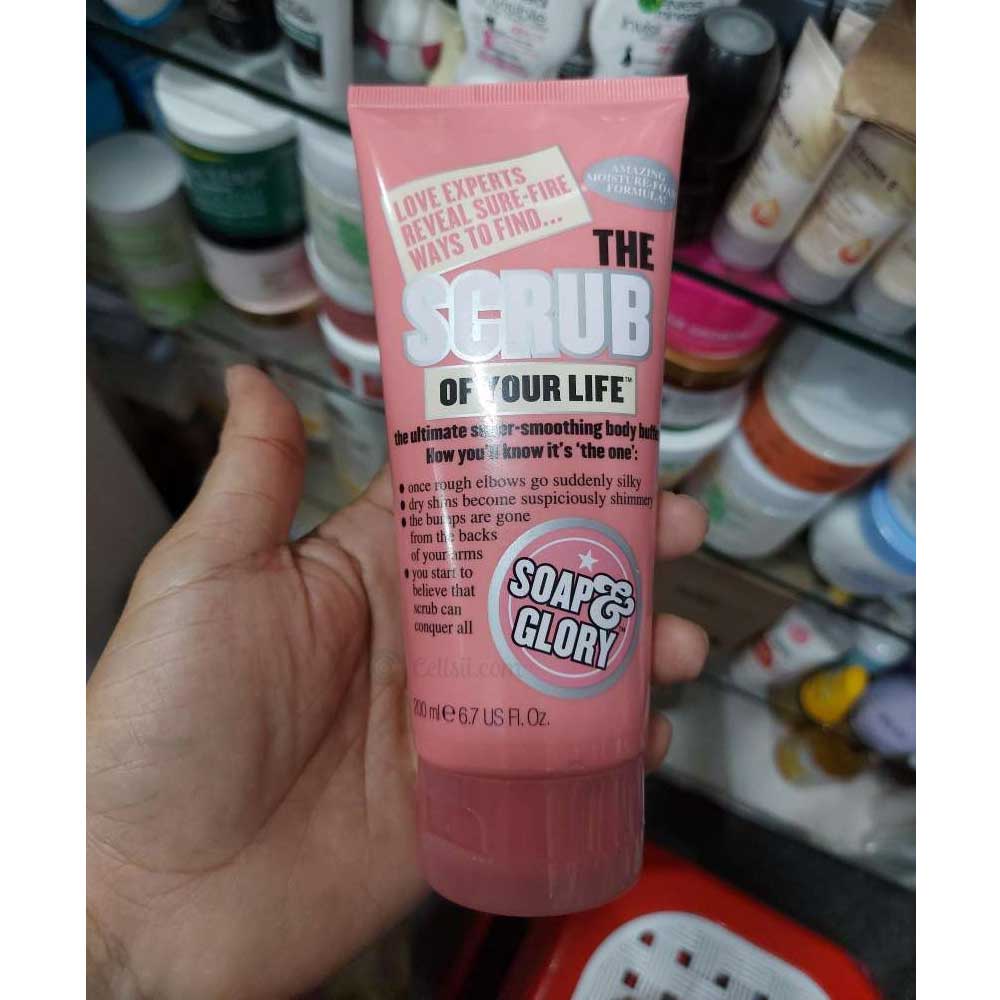 LOVE EXPERTS
REVEAL SURE-FIRE
WAYS TO FIND...
AMAZING
MOISTURE-FOAM
FORMULA!
THE
SCRUB
OF YOUR LIFE™
the ultimate super-smoothing body buffer
How you'll know it's 'the one':
• once rough elbows go suddenly silky
• dry shins become suspiciously shimmery
• the bumps are gone
from the backs
of your arms
• you start to
believe that
scrub can
conquer all
SOAP&
GLORY™
Cellsii.com
200 ml e 6.7 US Fl. Oz.